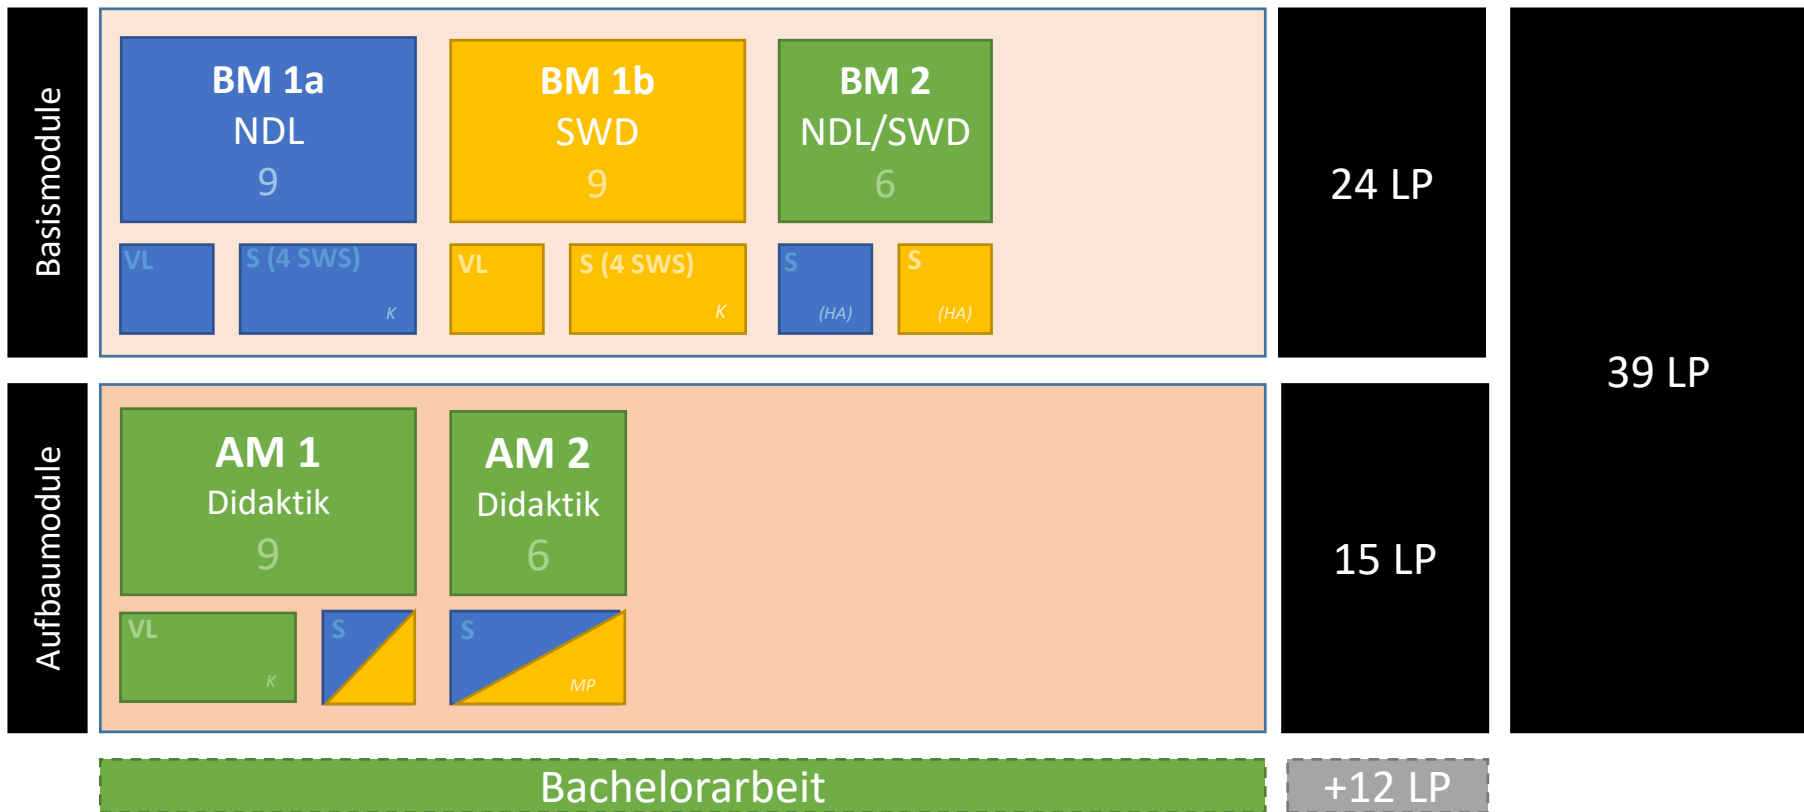 Basismodule
BM 1a
NDL
9
VL
S (4 SWS)
K
BM 1b
SWD
9
VL
S (4 SWS)
K
BM 2
NDL/SWD
6
S
(HA)
S
(HA)
24 LP
39 LP
Aufbaumodule
AM 1
Didaktik
9
VL
K
S
AM 2
Didaktik
6
S
MP
15 LP
Bachelorarbeit
+12 LP